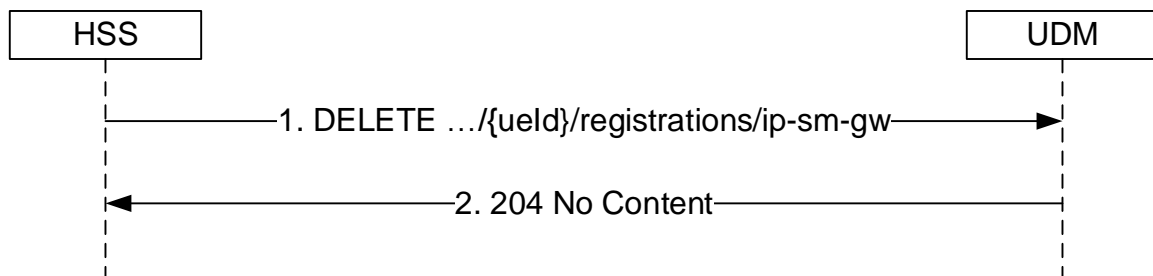 HSS
UDM
1. DELETE …/{ueId}/registrations/ip-sm-gw
2. 204 No Content